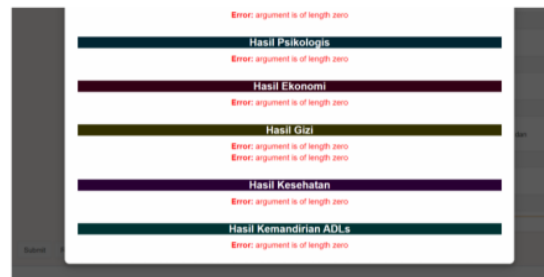 Error: argument is of length zero
Hasil Psikologis
Error: argument is of length zero
Hasil Ekonomi
Error: argument is of length zero
Hasil Gizi
Error: argument is of length zero
Error: argument is of length zero
dan
Hasil Kesehatan
Error: argument is of length zero
Hasil Kemandirian ADLs
Error: argument is of length zero
Submit